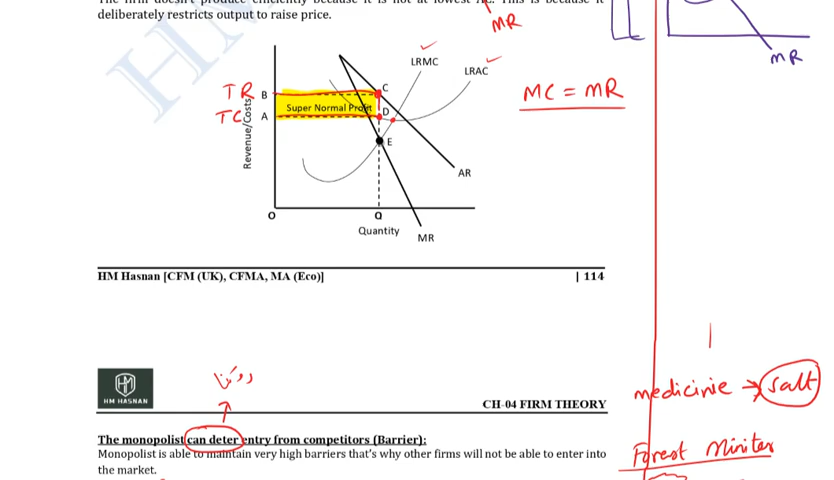 The firm doesn't produce efficiently because it is not at lowest AC. This is because it
deliberately restricts output to raise price.
MR
MR
LRMC
LRAC
TR B
C
Super Normal Profit
D
TC A
MC = MR
Revenue/Costs
E
AR
O
Q
Quantity
MR
HM Hasnan [CFM (UK), CFMA, MA (Eco)]
| 114
روکنا
medicinie → salt
HM HASNAN
CH-04 FIRM THEORY
The monopolist can deter entry from competitors (Barrier):
Monopolist is able to maintain very high barriers that's why other firms will not be able to enter into
the market.
Forest Miniter